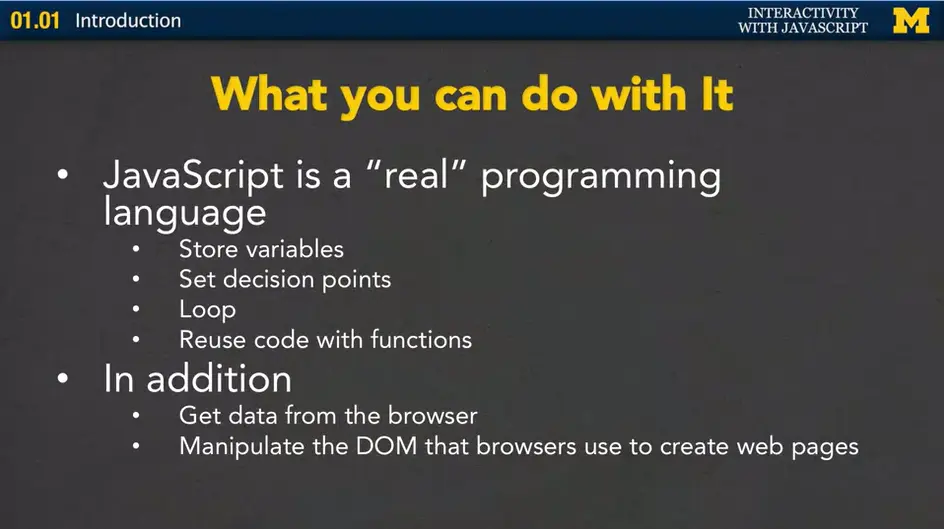 01.01 Introduction
INTERACTIVITY
WITH JAVASCRIPT
M
What you can do with It
• JavaScript is a “real” programming
language
• Store variables
• Set decision points
• Loop
• Reuse code with functions
• In addition
• Get data from the browser
• Manipulate the DOM that browsers use to create web pages